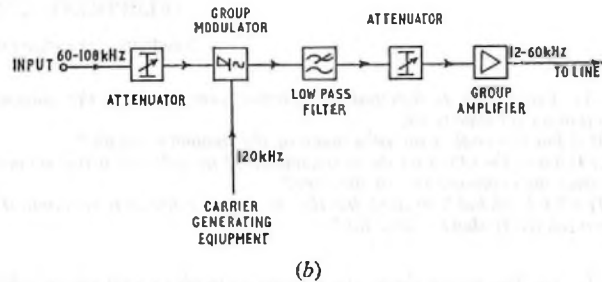 GROUP
MODULATOR
ATTENUATOR
INPUT
60-108kHz
12-60kHz
TO LINE
ATTENUATOR
LOW PASS
FILTER
GROUP
AMPLIFIER
120kHz
CARRIER
GENERATING
EQUIPMENT
(b)